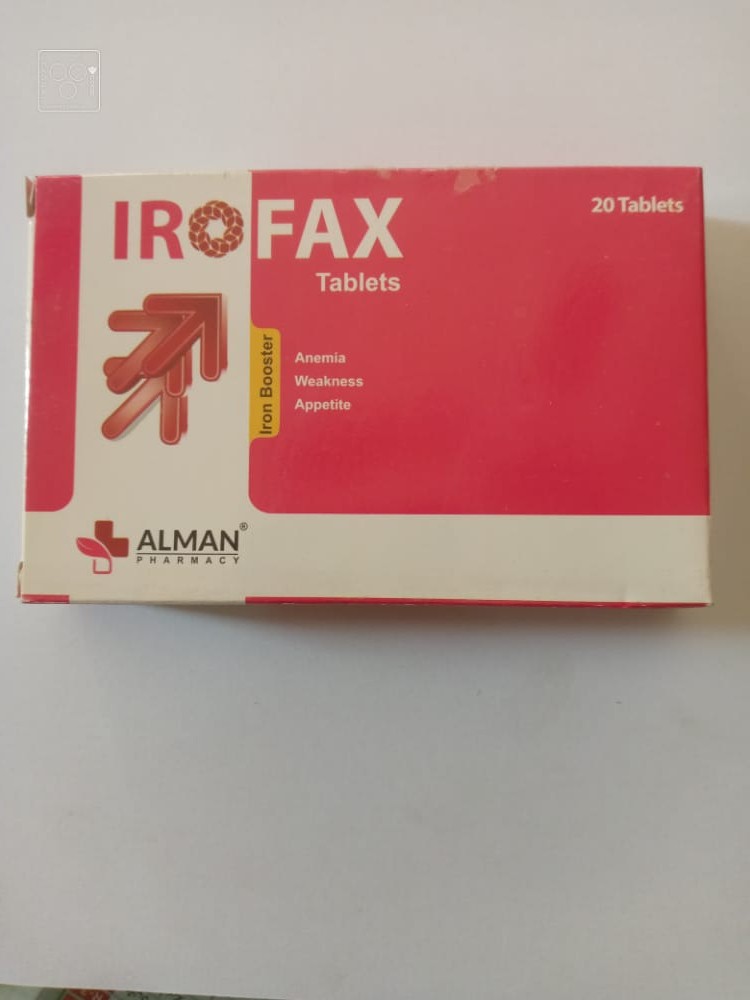 IROFAX
Tablets
20 Tablets
Iron Booster
Anemia
Weakness
Appetite
ALMAN®
PHARMACY